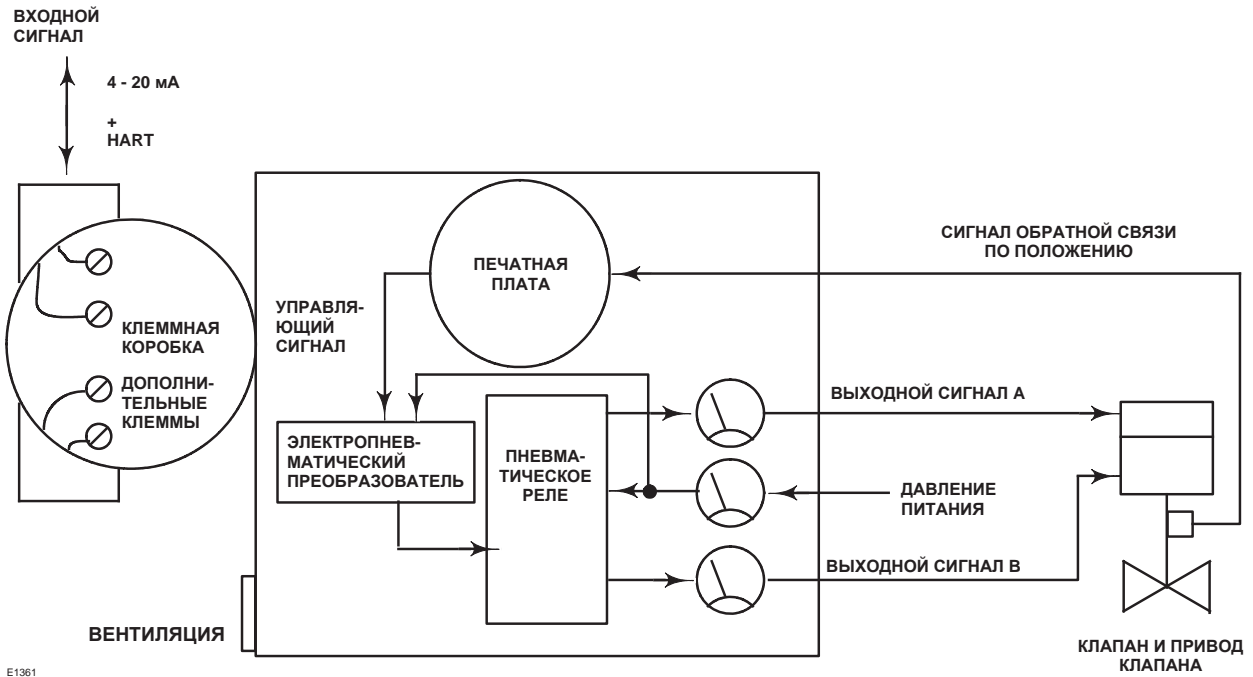 ВХОДНОЙ
СИГНАЛ
4 - 20 мА
+
HART
СИГНАЛ ОБРАТНОЙ СВЯЗИ
ПО ПОЛОЖЕНИЮ
ПЕЧАТНАЯ
ПЛАТА
УПРАВЛЯ-
ЮЩИЙ
СИГНАЛ
КЛЕММНАЯ
КОРОБКА
ДОПОЛНИ-
ТЕЛЬНЫЕ
КЛЕММЫ
ВЫХОДНОЙ СИГНАЛ А
ЭЛЕКТРОПНЕВ-
МАТИЧЕСКИЙ
ПРЕОБРАЗОВАТЕЛЬ
ПНЕВМА-
ТИЧЕСКОЕ
РЕЛЕ
ДАВЛЕНИЕ
ПИТАНИЯ
ВЫХОДНОЙ СИГНАЛ В
ВЕНТИЛЯЦИЯ
КЛАПАН И ПРИВОД
КЛАПАНА
E1361